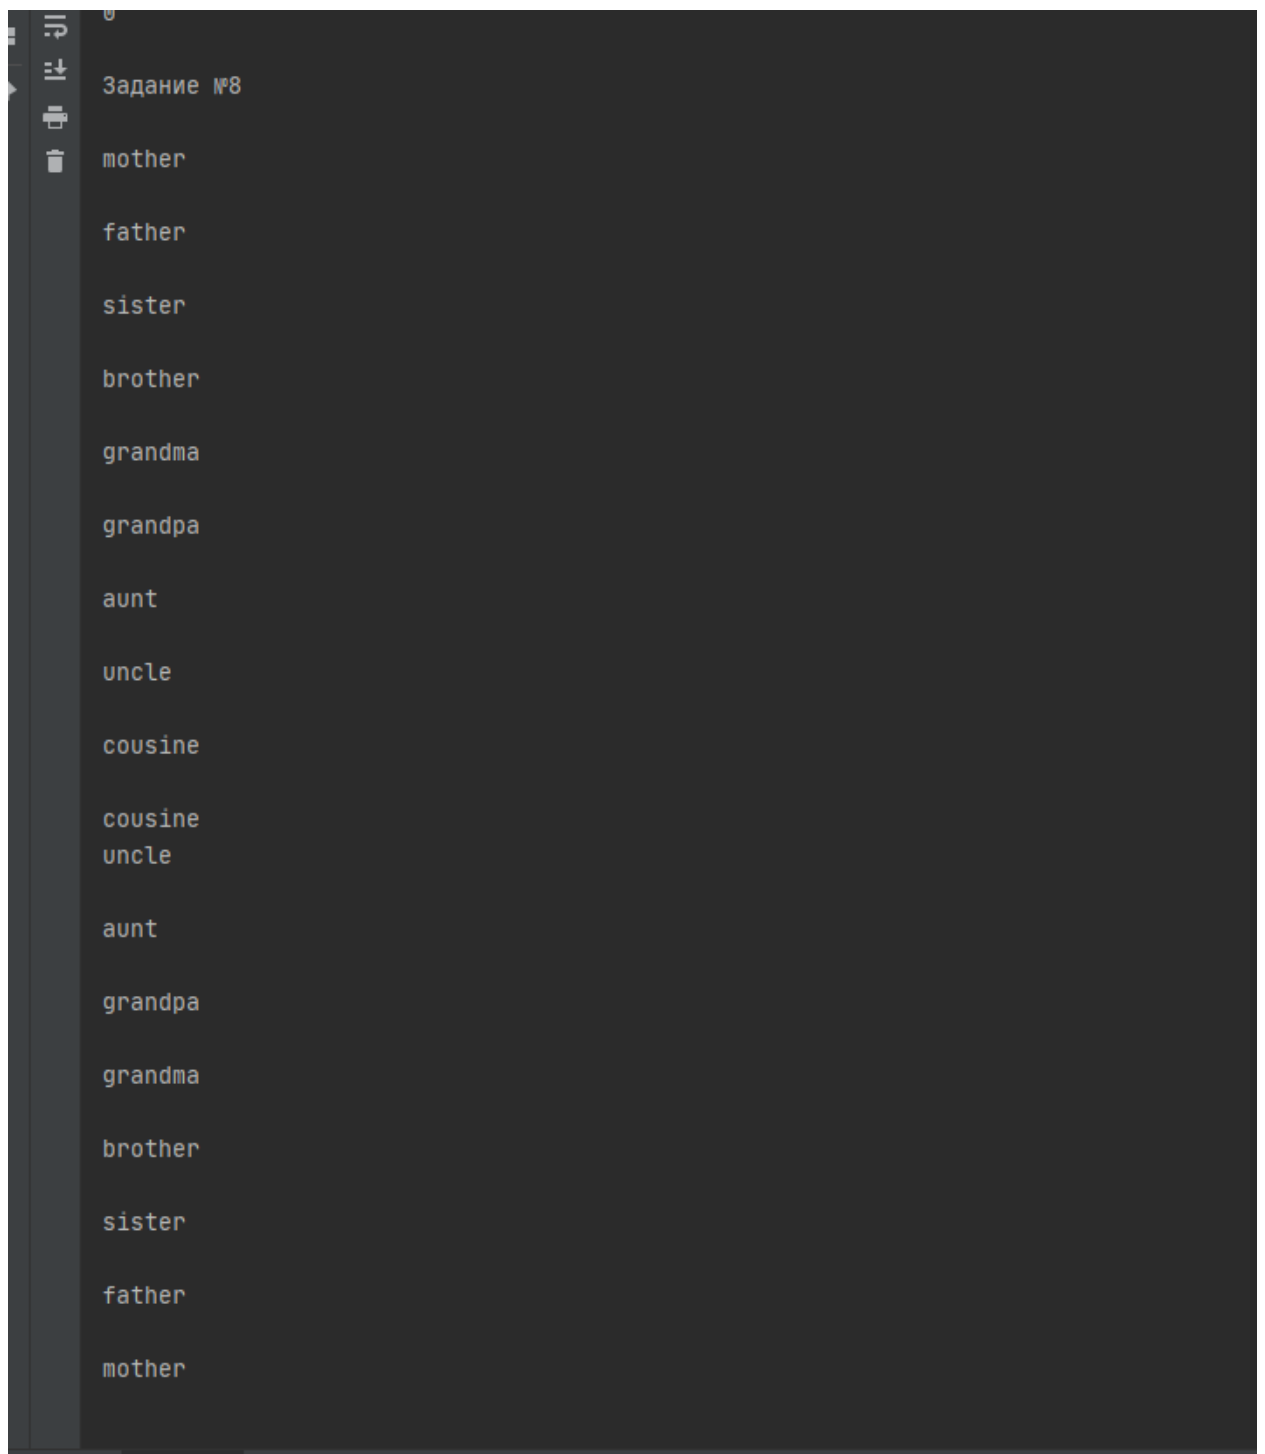 0
Задание №8
mother
father
sister
brother
grandma
grandpa
aunt
uncle
cousine
cousine
uncle
aunt
grandpa
grandma
brother
sister
father
mother